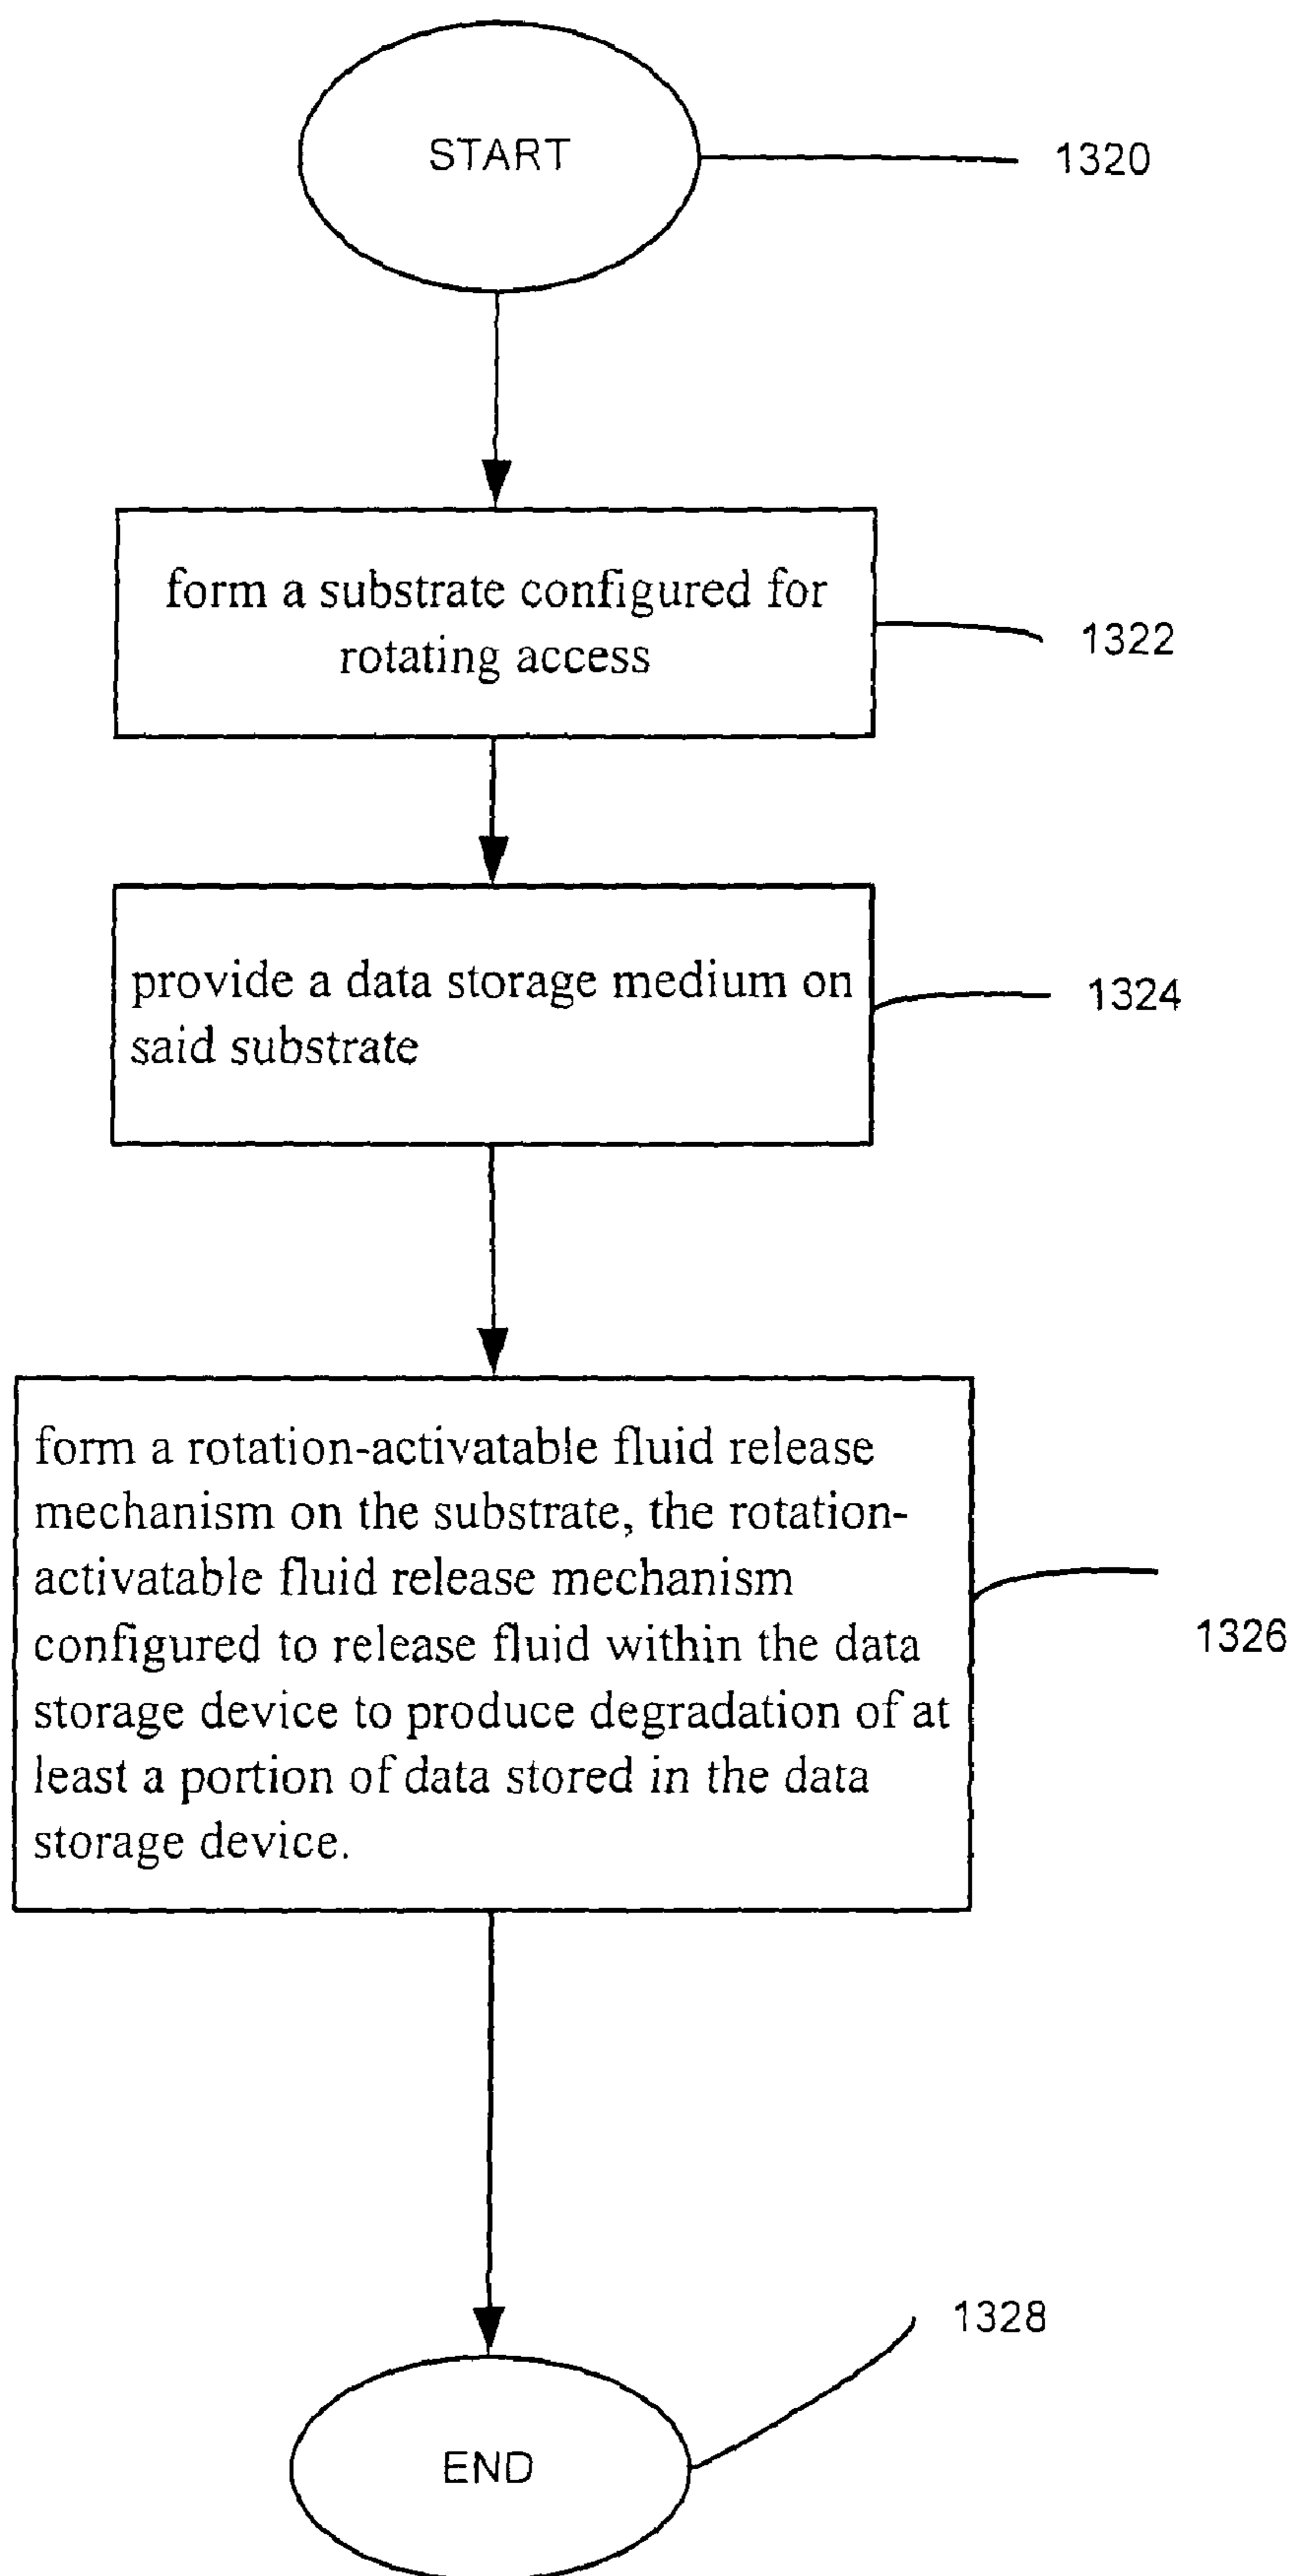 START
1320
form a substrate configured for
rotating access
1322
provide a data storage medium on
said substrate
1324
form a rotation-activatable fluid release
mechanism on the substrate, the rotation-
activatable fluid release mechanism
configured to release fluid within the data
storage device to produce degradation of at
least a portion of data stored in the data
storage device.
1326
1328
END